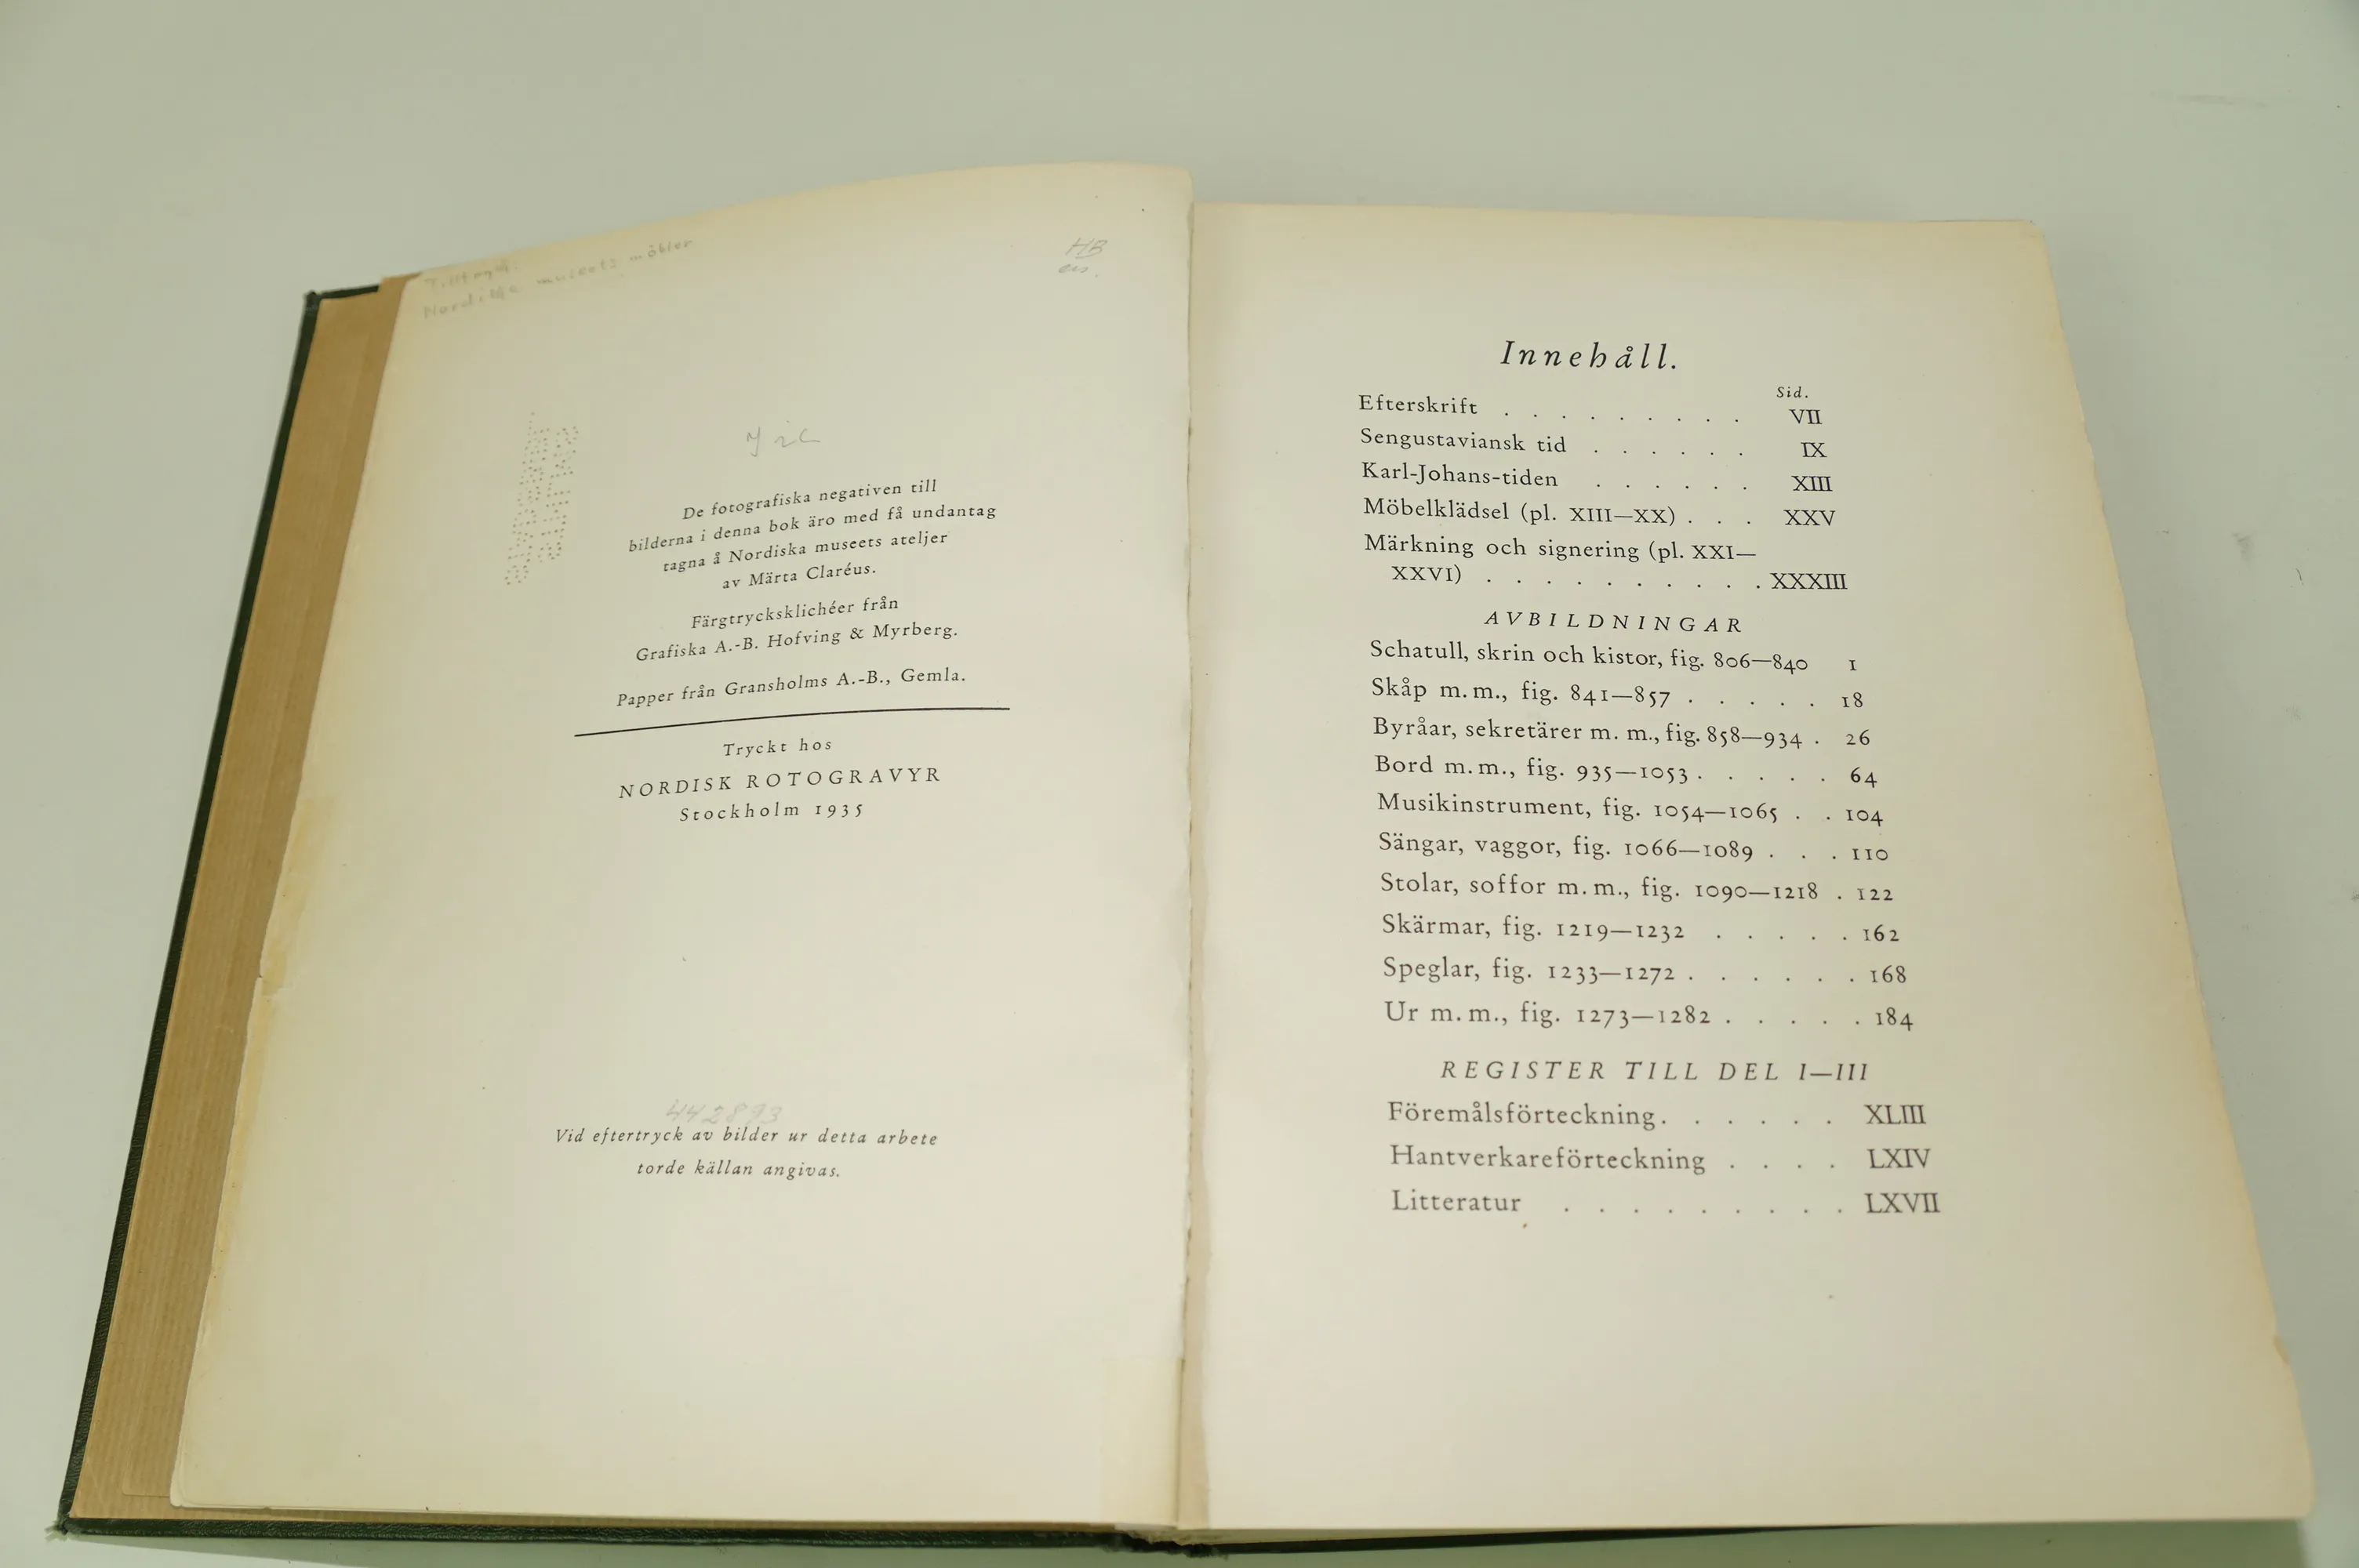 Tillhör:
Nordiska museets möbler
HB
De fotografiska negativen till
bilderna i denna bok äro med få undantag
tagna å Nordiska museets ateljer
av Märta Claréus.
Färgtrycksklichéer från
Grafiska A.-B. Hofving & Myrberg.
Papper från Gransholms A.-B., Gemla.
Tryckt hos
NORDISK ROTOGRAVYR
Stockholm 1935
442893
Vid eftertryck av bilder ur detta arbete
torde källan angivas.
Innehåll.
Sid.
Efterskrift . . . . . . . . . VII
Sengustaviansk tid . . . . . . IX
Karl-Johans-tiden . . . . . . XIII
Möbelklädsel (pl. XIII—XX) . . . XXV
Märkning och signering (pl. XXI—
XXVI) . . . . . . . . . . XXXIII
AVBILDNINGAR
Schatull, skrin och kistor, fig. 806—840 1
Skåp m. m., fig. 841—857 . . . . . 18
Byråar, sekretärer m. m., fig. 858—934 . 26
Bord m. m., fig. 935—1053 . . . . . 64
Musikinstrument, fig. 1054—1065 . . 104
Sängar, vaggor, fig. 1066—1089 . . . 110
Stolar, soffor m. m., fig. 1090—1218 . 122
Skärmar, fig. 1219—1232 . . . . . 162
Speglar, fig. 1233—1272 . . . . . . 168
Ur m. m., fig. 1273—1282 . . . . . 184
REGISTER TILL DEL I—III
Föremålsförteckning. . . . . . XLIII
Hantverkareförteckning . . . . LXIV
Litteratur . . . . . . . . . LXVII